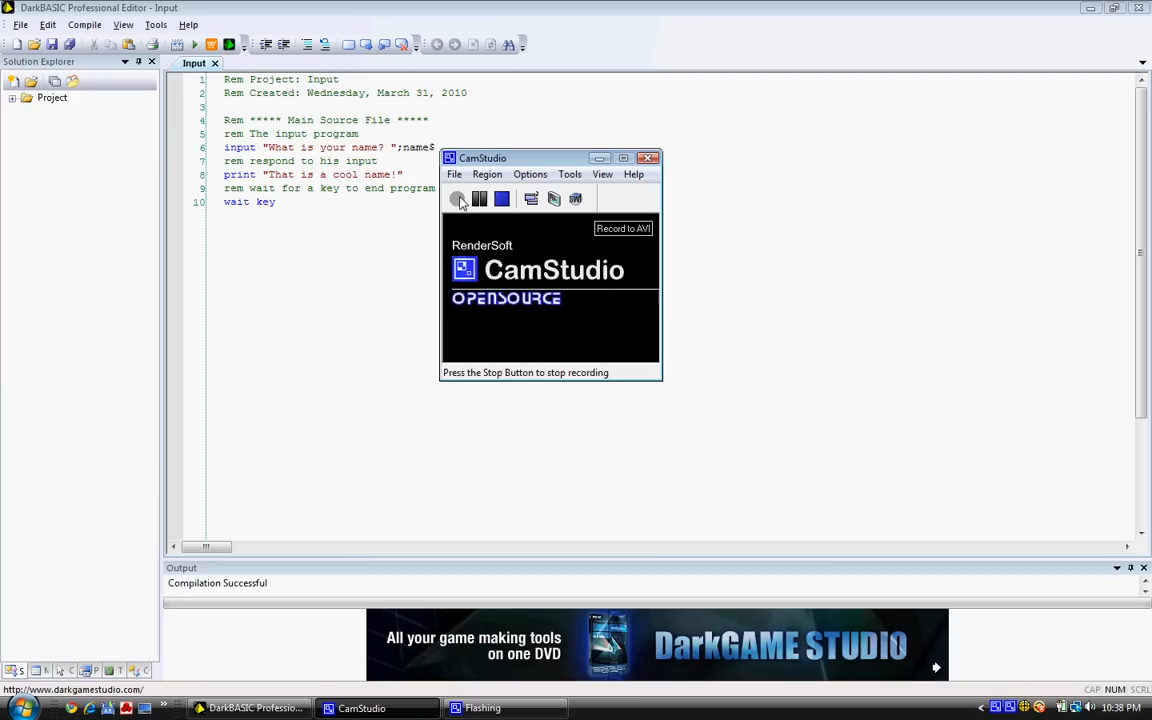 DarkBASIC Professional Editor - Input
File Edit Compile View Tools Help
Solution Explorer
Input
Project
1 Rem Project: Input
2 Rem Created: Wednesday, March 31, 2010
3
4 Rem ***** Main Source File *****
5 rem The input program
6 input "What is your name? ";name$
7 rem respond to his input
8 print "That is a cool name!"
9 rem wait for a key to end program
10 wait key
CamStudio
File Region Options Tools View Help
Record to AVI
RenderSoft
CamStudio
OPENSOURCE
Press the Stop Button to stop recording
Output
Compilation Successful
All your game making tools
on one DVD
DarkGAME STUDIO
S M C P T C
http://www.darkgamestudio.com/
CAP NUM SCRL
DarkBASIC Professio...
CamStudio
Flashing
10:38 PM